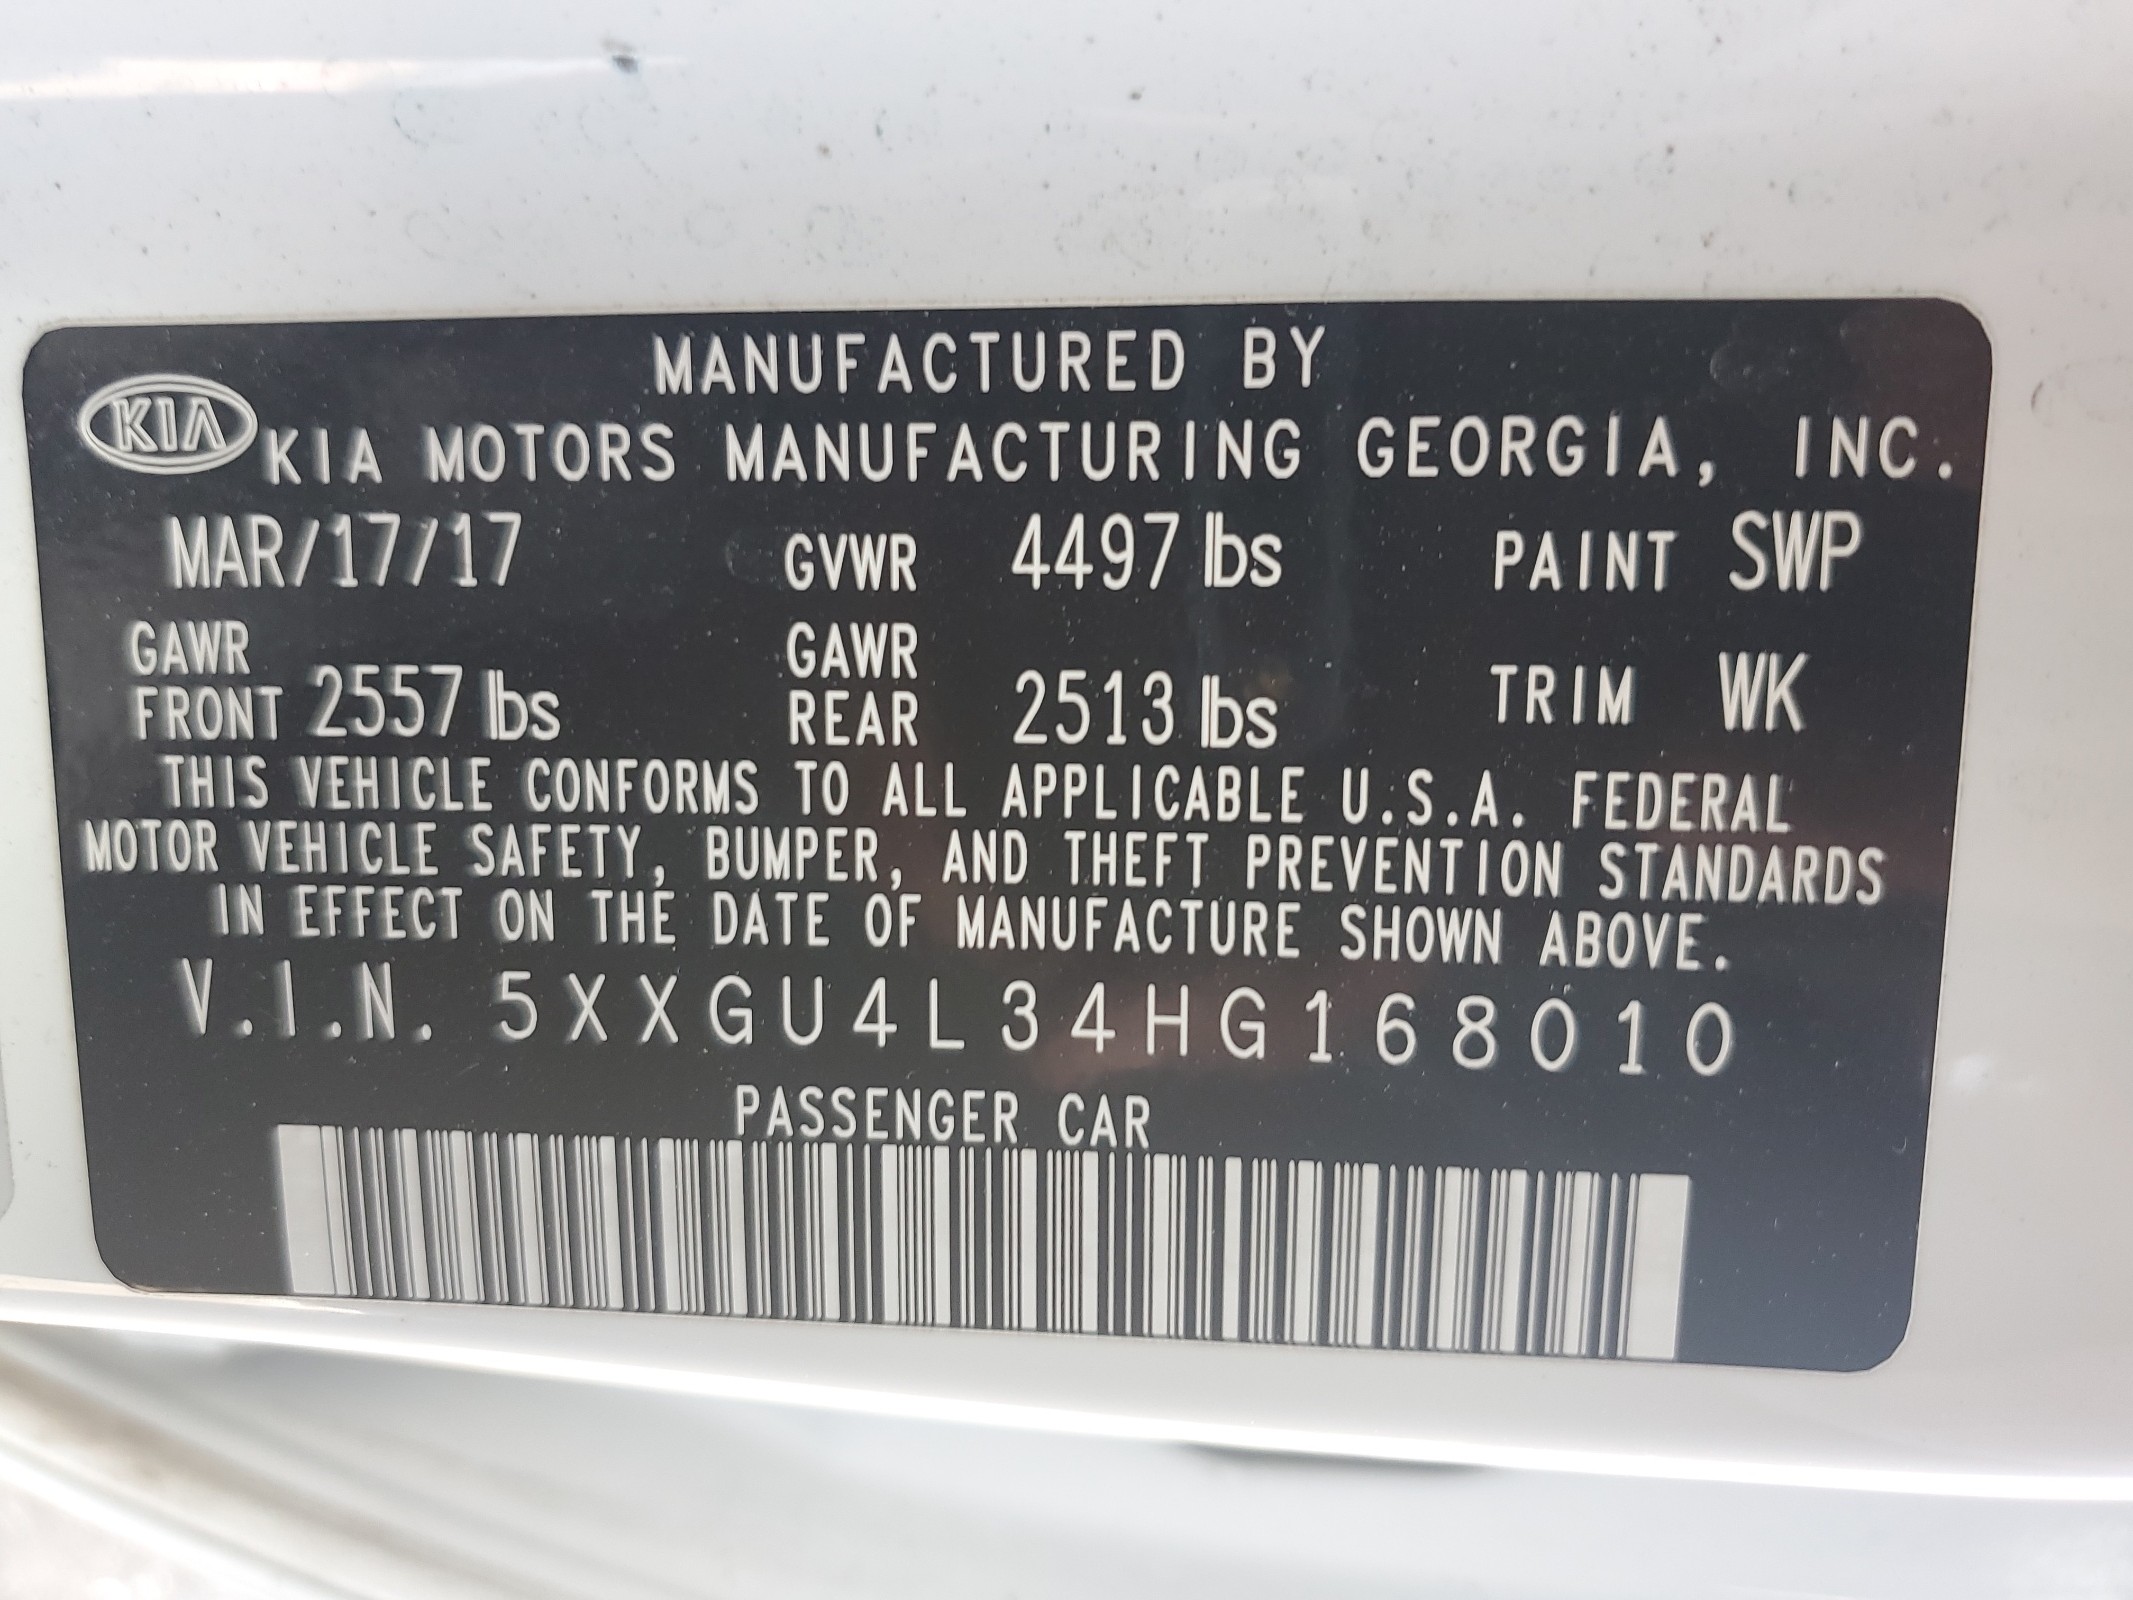 MANUFACTURED BY
KIA KIA MOTORS MANUFACTURING GEORGIA, INC.
MAR/17/17 GVWR 4497 lbs PAINT SWP
GAWR FRONT 2557 lbs GAWR REAR 2513 lbs TRIM WK
THIS VEHICLE CONFORMS TO ALL APPLICABLE U.S.A. FEDERAL
MOTOR VEHICLE SAFETY, BUMPER, AND THEFT PREVENTION STANDARDS
IN EFFECT ON THE DATE OF MANUFACTURE SHOWN ABOVE.
V.I.N. 5XXGU4L34HG168010
PASSENGER CAR